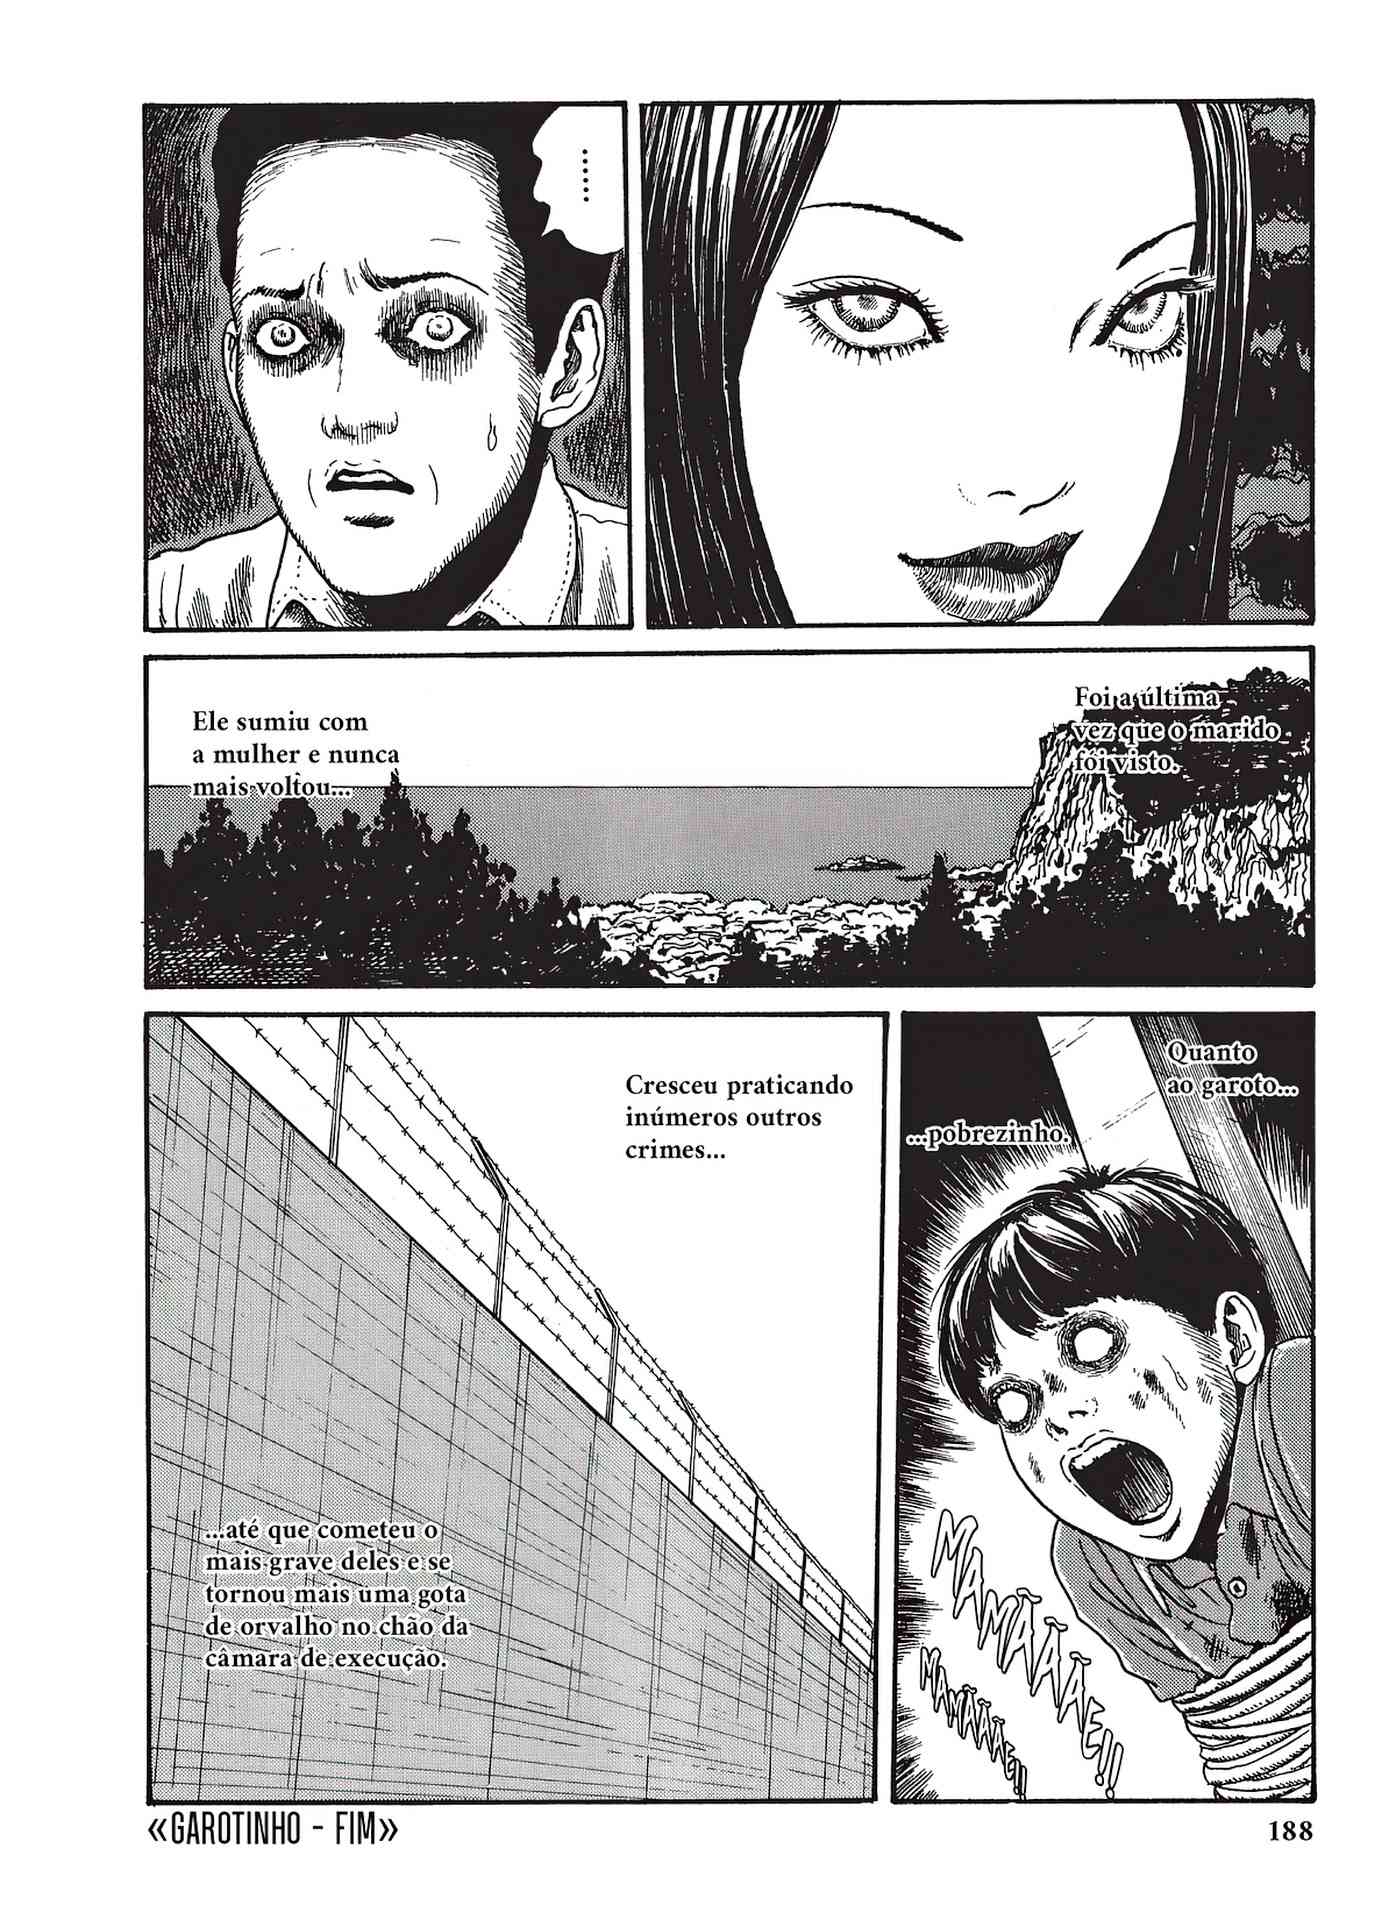 ......
Foi a última
vez que o marido
foi visto.
Ele sumiu com
a mulher e nunca
mais voltou...
Quanto
ao garoto...
...pobrezinho.
MAMÃÃÃE!!
MAMÃÃÃE!!
Cresceu praticando
inúmeros outros
crimes...
...até que cometeu o
mais grave deles e se
tornou mais uma gota
de orvalho no chão da
câmara de execução.
«GAROTINHO - FIM»
188